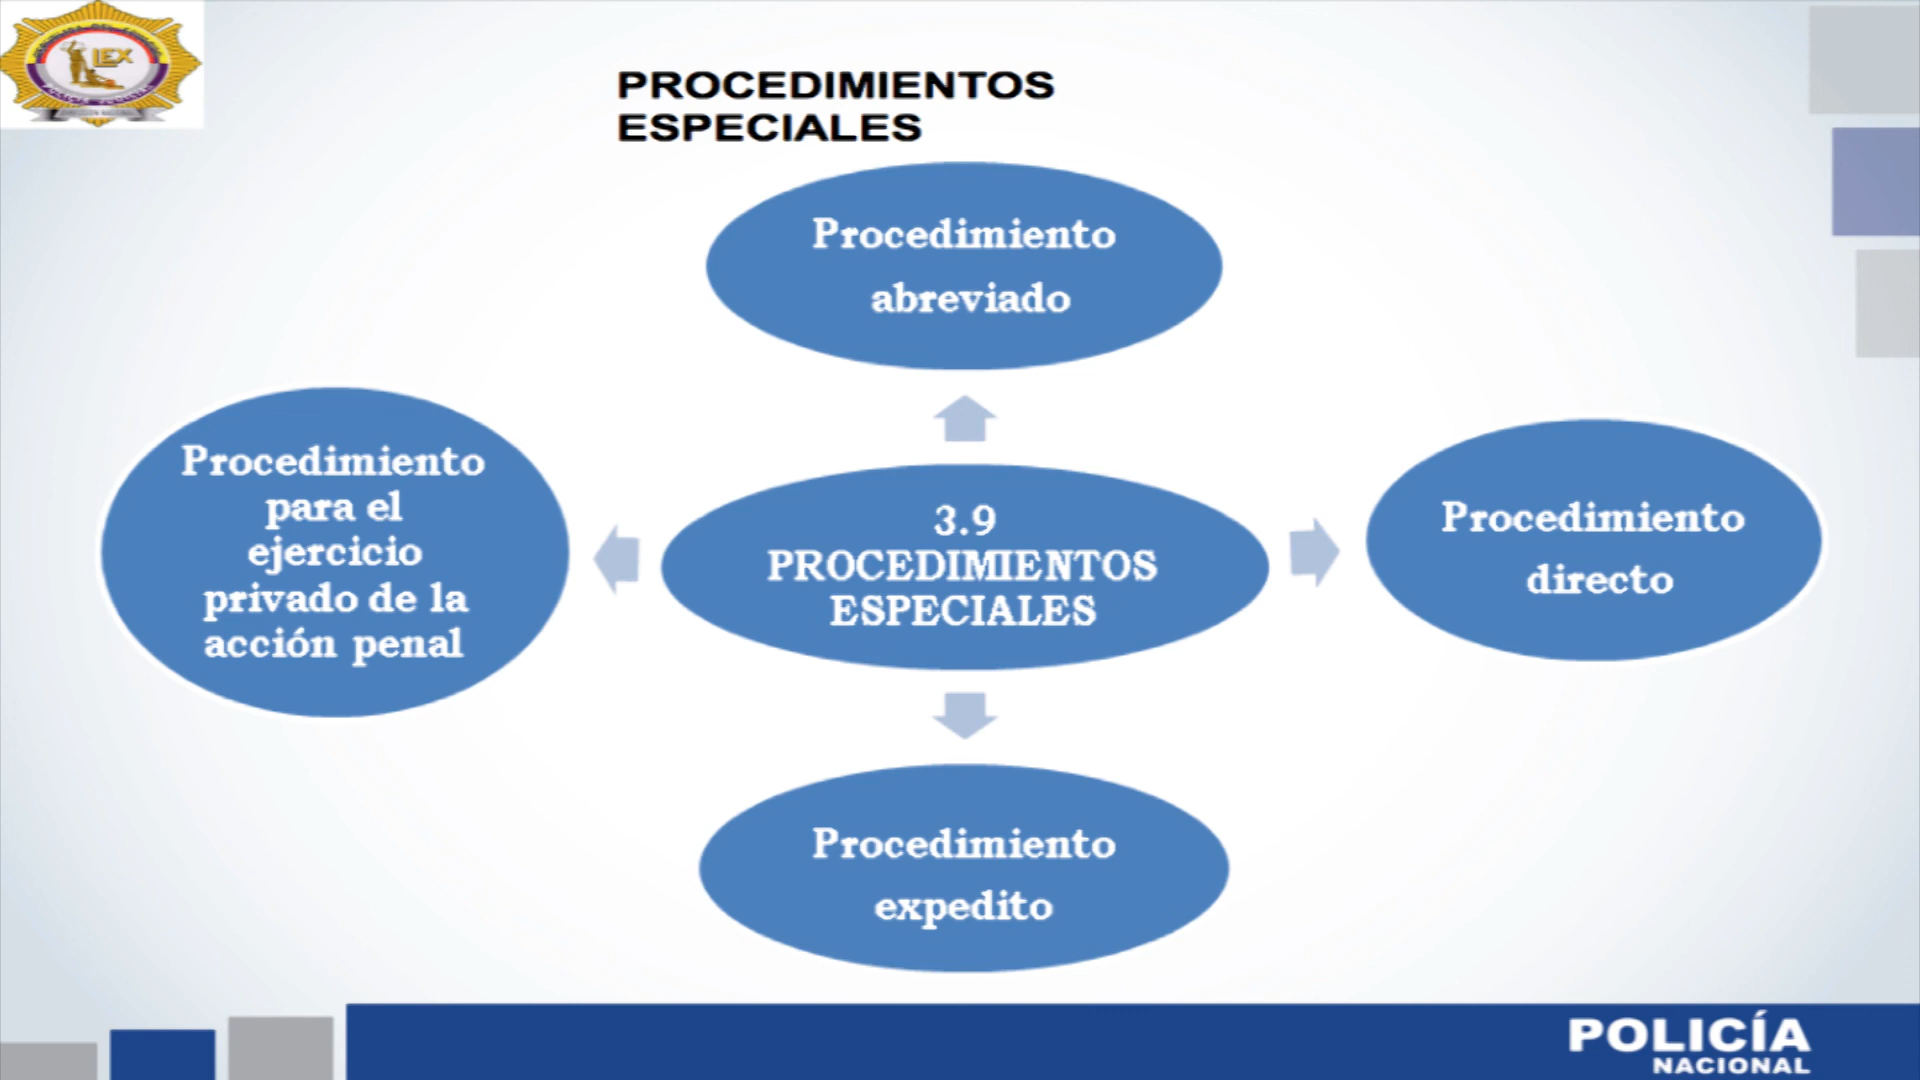 LEX
PROCEDIMIENTOS
ESPECIALES
Procedimiento
abreviado
Procedimiento
para el
ejercicio
privado de la
acción penal
3.9
PROCEDIMIENTOS
ESPECIALES
Procedimiento
directo
Procedimiento
expedito
POLICÍA
NACIONAL